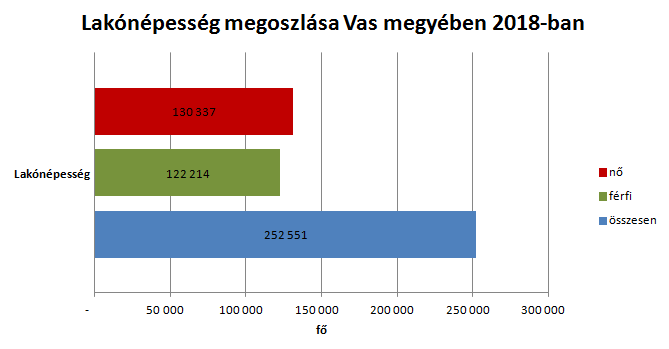 Lakónépesség megoszlása Vas megyében 2018-ban
130 337
122 214
252 551
Lakónépesség
nő
férfi
összesen
- 50 000 100 000 150 000 200 000 250 000 300 000
fő